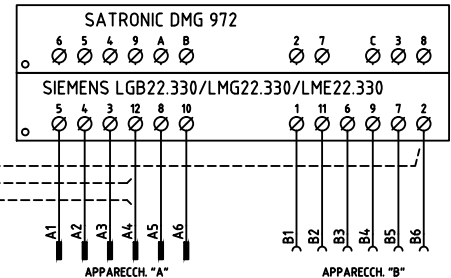 SATRONIC DMG 972
6 5 4 9 A B 2 7 C 3 8
SIEMENS LGB22.330/LMG22.330/LME22.330
5 4 3 12 8 10 1 11 6 9 7 2
A1 A2 A3 A4 A5 A6 B1 B2 B3 B4 B5 B6
APPARECCH. "A" APPARECCH. "B"